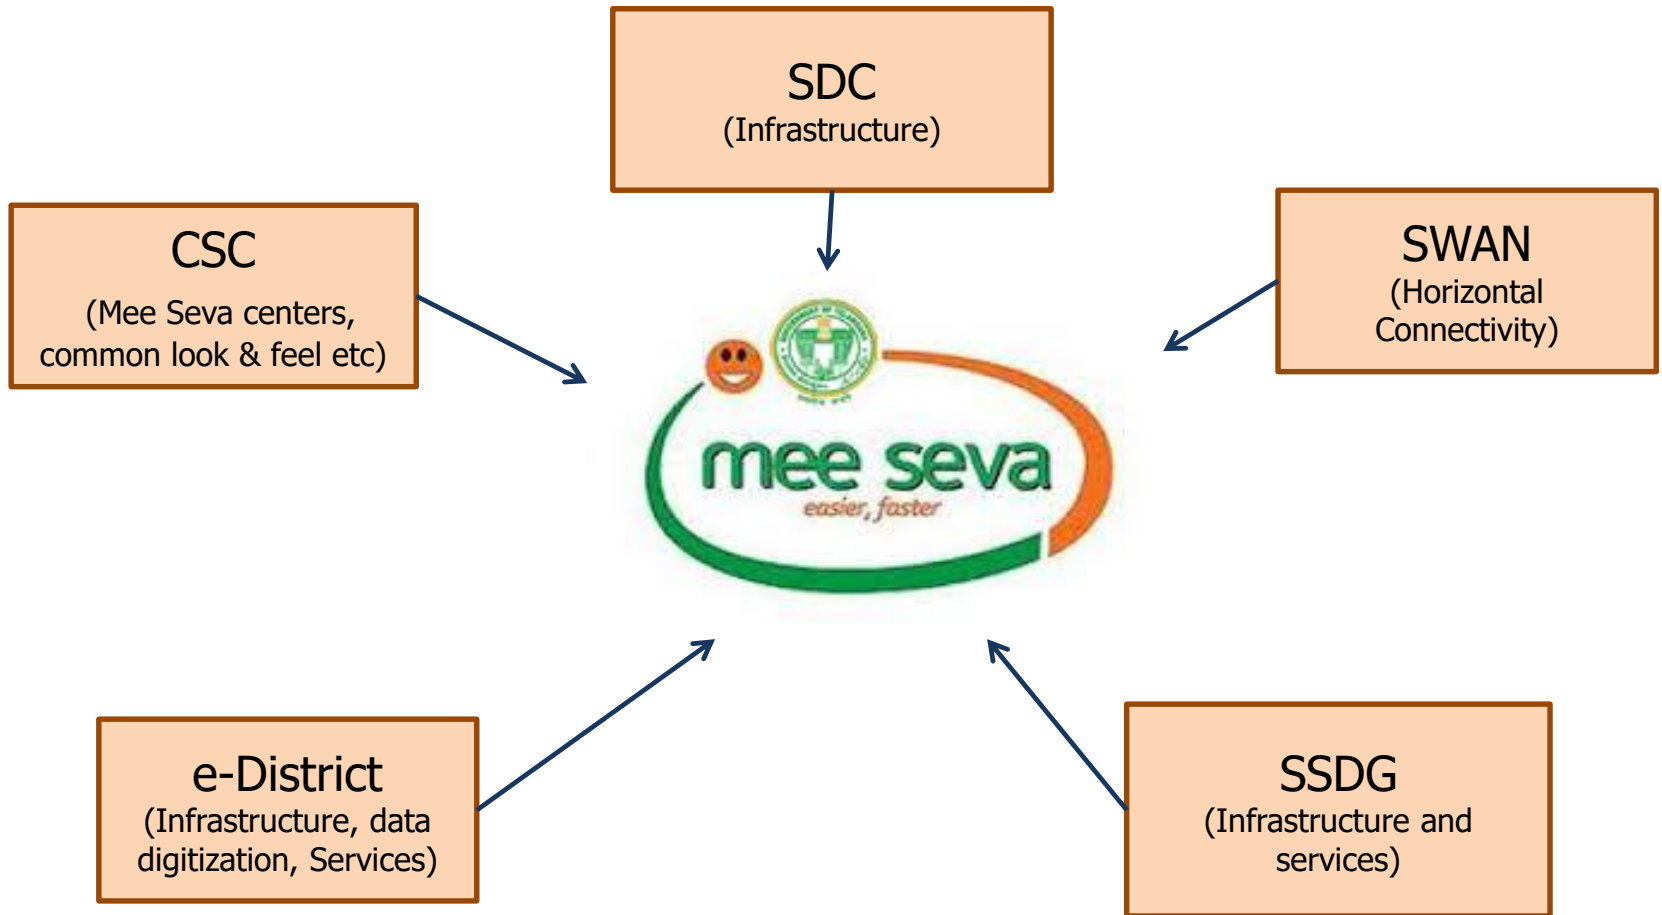 SDC
(Infrastructure)
CSC
(Mee Seva centers,
common look & feel etc)
SWAN
(Horizontal
Connectivity)
mee seva
easier, faster
e-District
(Infrastructure, data
digitization, Services)
SSDG
(Infrastructure and
services)